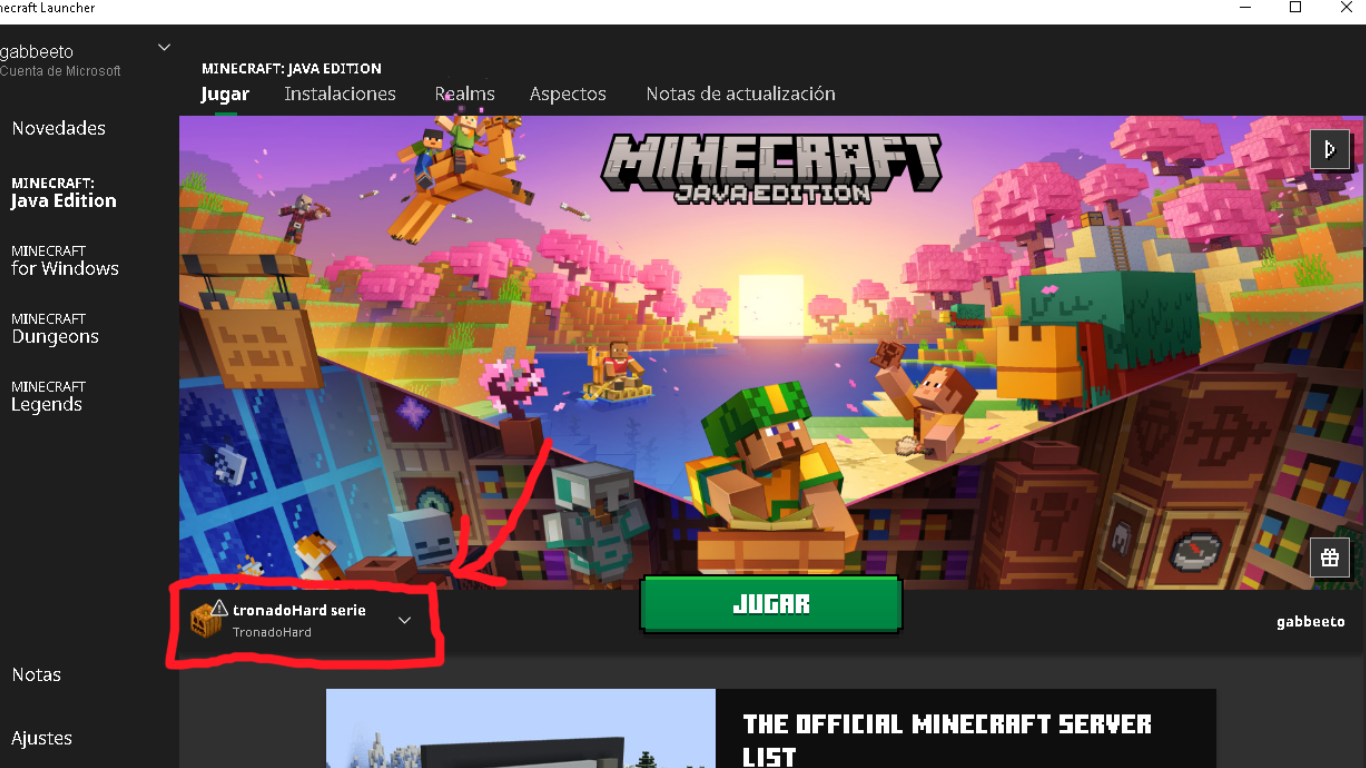 necraft Launcher
gabbeeto
Cuenta de Microsoft
MINECRAFT: JAVA EDITION
Jugar Instalaciones Realms Aspectos Notas de actualización
Novedades
MINECRAFT:
Java Edition
MINECRAFT
for Windows
MINECRAFT
Dungeons
MINECRAFT
Legends
MINECRAFT
JAVA EDITION
tronadoHard serie
TronadoHard
JUGAR
gabbeeto
Notas
Ajustes
THE OFFICIAL MINECRAFT SERVER
LIST